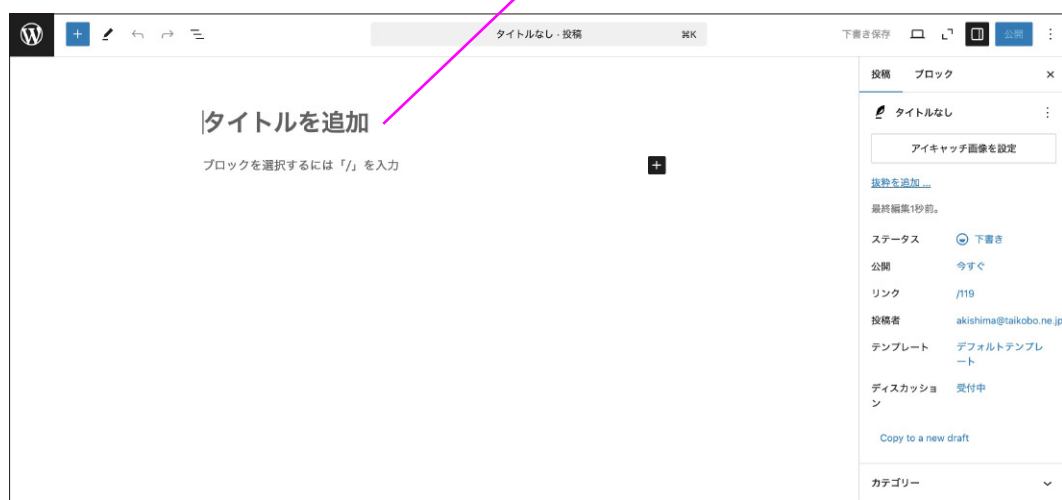 タイトルなし · 投稿
⌘K
下書き保存
公開
投稿 ブロック
タイトルなし
アイキャッチ画像を設定
抜粋を追加 ...
最終編集1秒前。
ステータス 下書き
公開 今すぐ
リンク /119
投稿者 akishima@taikobo.ne.jp
テンプレート デフォルトテンプレ
ート
ディスカッショ 受付中
ン
Copy to a new draft
カテゴリー
タイトルを追加
ブロックを選択するには「/」を入力